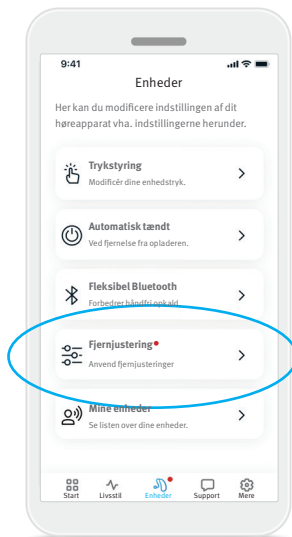 9:41
Enheder
Her kan du modificere indstillingen af dit
høreapparat vha. indstillingerne herunder.
Trykstyring
Modificér dine enhedstryk.
Automatisk tændt
Ved fjernelse fra opladeren.
Fleksibel Bluetooth
Forbedrer håndfri opkald
Fjernjustering
Anvend fjernjusteringer
Mine enheder
Se listen over dine enheder.
Start Livsstil Enheder Support Mere